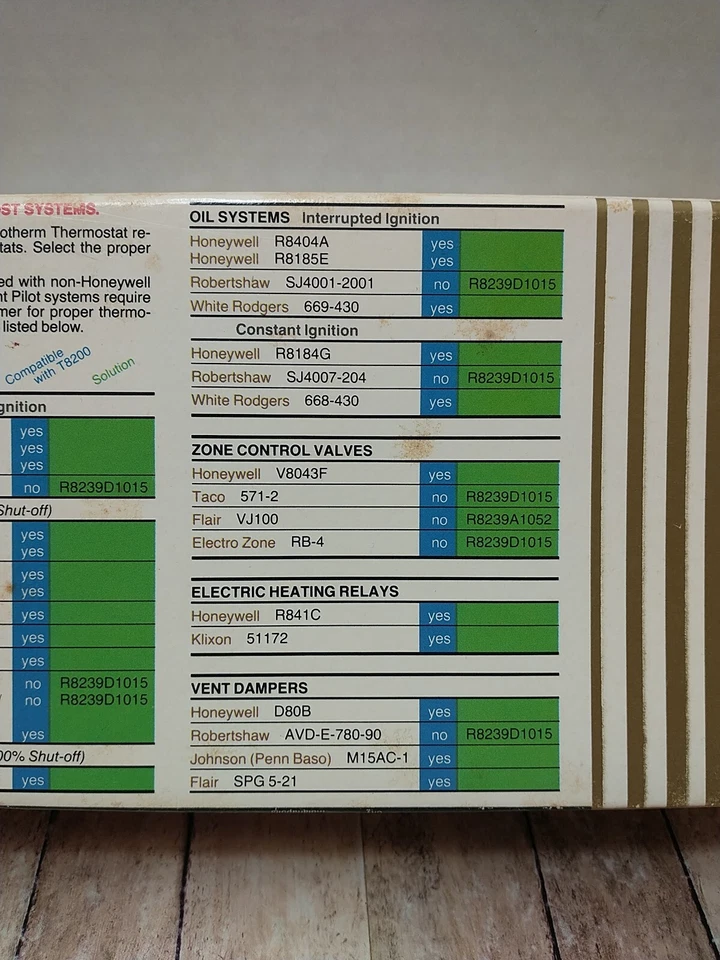 OST SYSTEMS.
otherm Thermostat re-
tats. Select the proper
ed with non-Honeywell
nt Pilot systems require
mer for proper thermo-
listed below.
Compatible
with T8200
Solution
gnition
yes
yes
yes
no R8239D1015
Shut-off)
yes
yes
yes
yes
yes
yes
yes
no R8239D1015
no R8239D1015
yes
00% Shut-off)
yes
OIL SYSTEMS Interrupted Ignition
Honeywell R8404A yes
Honeywell R8185E yes
Robertshaw SJ4001-2001 no R8239D1015
White Rodgers 669-430 yes
Constant Ignition
Honeywell R8184G yes
Robertshaw SJ4007-204 no R8239D1015
White Rodgers 668-430 yes
ZONE CONTROL VALVES
Honeywell V8043F yes
Taco 571-2 no R8239D1015
Flair VJ100 no R8239A1052
Electro Zone RB-4 no R8239D1015
ELECTRIC HEATING RELAYS
Honeywell R841C yes
Klixon 51172 yes
VENT DAMPERS
Honeywell D80B yes
Robertshaw AVD-E-780-90 no R8239D1015
Johnson (Penn Baso) M15AC-1 yes
Flair SPG 5-21 yes